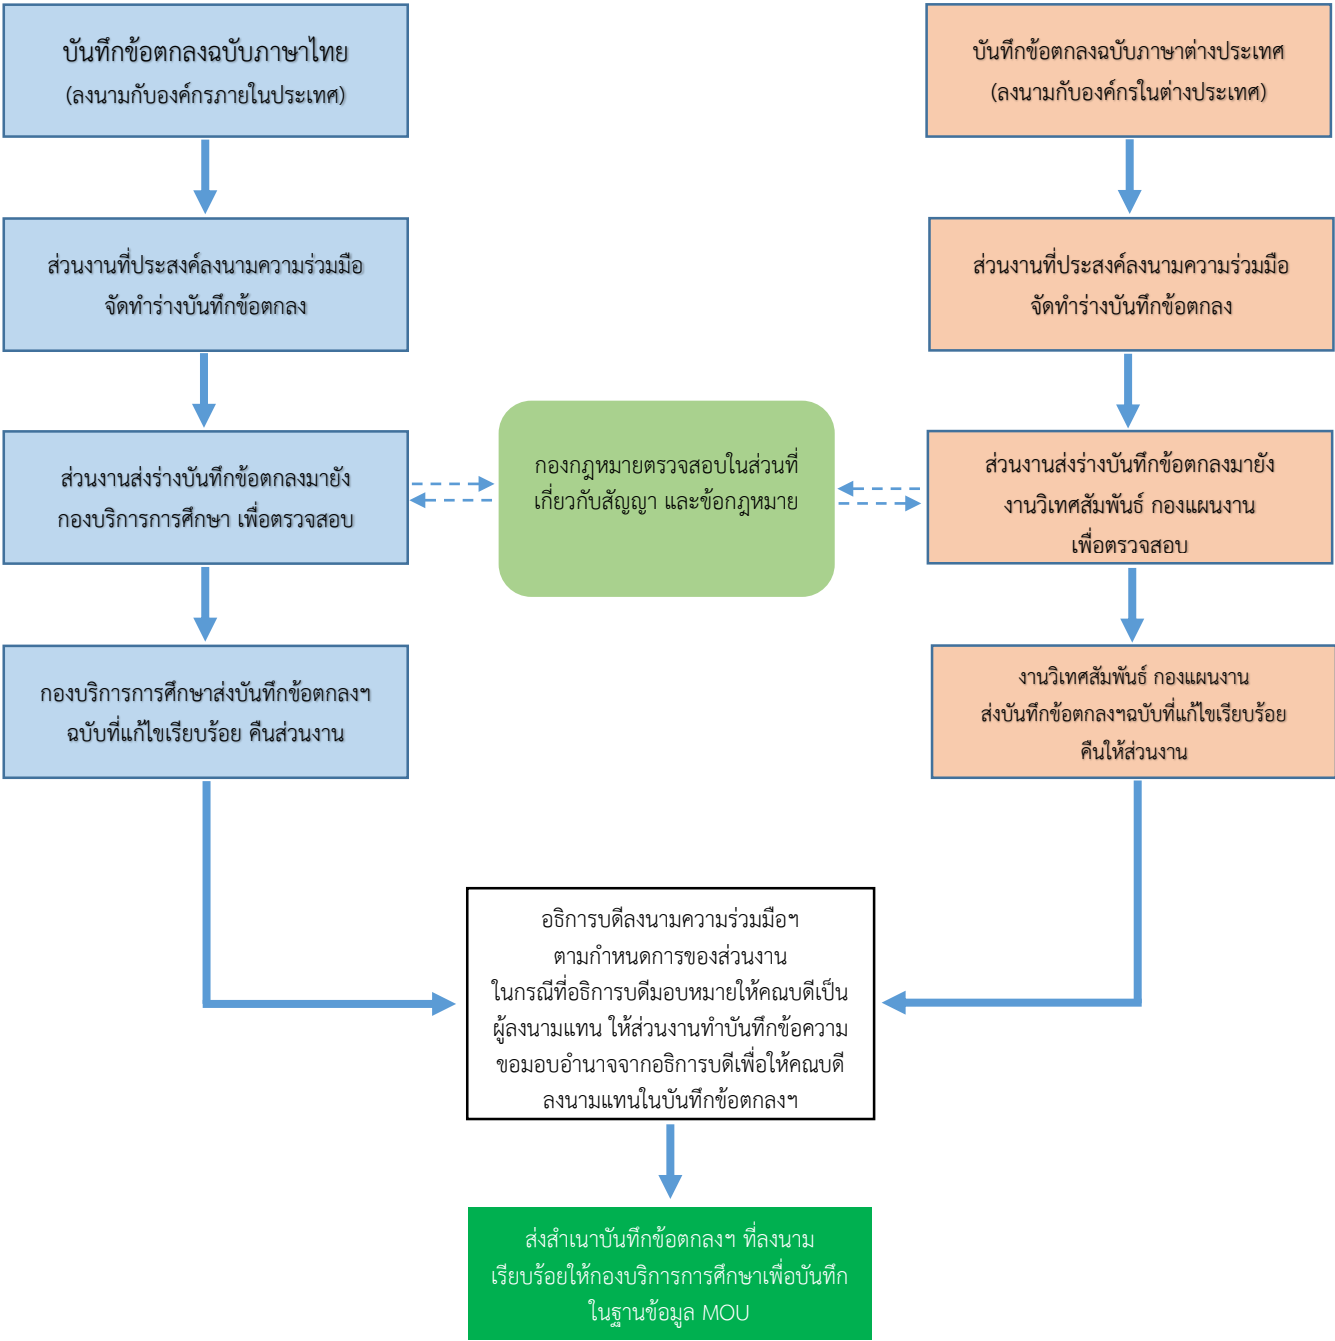 บันทึกข้อตกลงฉบับภาษาไทย
(ลงนามกับองค์กรภายในประเทศ)
ส่วนงานที่ประสงค์ลงนามความร่วมมือ
จัดทำร่างบันทึกข้อตกลง
ส่วนงานส่งร่างบันทึกข้อตกลงมายัง
กองบริการการศึกษา เพื่อตรวจสอบ
กองบริการการศึกษาส่งบันทึกข้อตกลงฯ
ฉบับที่แก้ไขเรียบร้อย คืนส่วนงาน
บันทึกข้อตกลงฉบับภาษาต่างประเทศ
(ลงนามกับองค์กรในต่างประเทศ)
ส่วนงานที่ประสงค์ลงนามความร่วมมือ
จัดทำร่างบันทึกข้อตกลง
ส่วนงานส่งร่างบันทึกข้อตกลงมายัง
งานวิเทศสัมพันธ์ กองแผนงาน
เพื่อตรวจสอบ
งานวิเทศสัมพันธ์ กองแผนงาน
ส่งบันทึกข้อตกลงฯฉบับที่แก้ไขเรียบร้อย
คืนให้ส่วนงาน
กองกฎหมายตรวจสอบในส่วนที่
เกี่ยวกับสัญญา และข้อกฎหมาย
อธิการบดีลงนามความร่วมมือฯ
ตามกำหนดการของส่วนงาน
ในกรณีที่อธิการบดีมอบหมายให้คณบดีเป็น
ผู้ลงนามแทน ให้ส่วนงานทำบันทึกข้อความ
ขอมอบอำนาจจากอธิการบดีเพื่อให้คณบดี
ลงนามแทนในบันทึกข้อตกลงฯ
ส่งสำเนาบันทึกข้อตกลงฯ ที่ลงนาม
เรียบร้อยให้กองบริการการศึกษาเพื่อบันทึก
ในฐานข้อมูล MOU